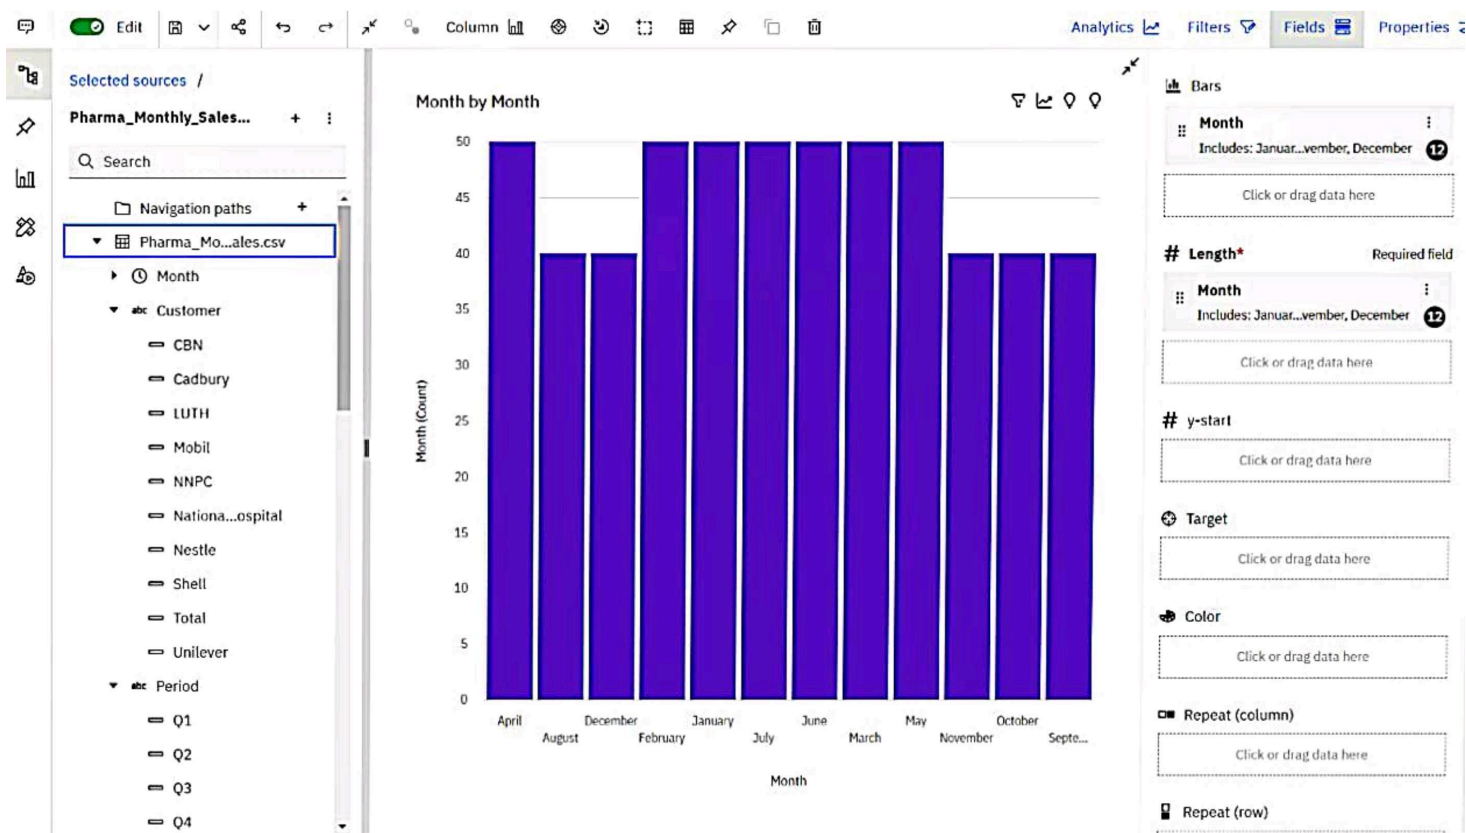 Edit
Column
Analytics
Filters
Fields
Properties
Selected sources /
Pharma_Monthly_Sales...
Search
Navigation paths
Pharma_Mo...ales.csv
Month
abc Customer
CBN
Cadbury
LUTH
Mobil
NNPC
Nationa...ospital
Nestle
Shell
Total
Unilever
abc Period
Q1
Q2
Q3
Q4
Month by Month
Month (Count)
50
45
40
35
30
25
20
15
10
5
0
April
August
December
February
January
July
June
March
May
November
October
Septe...
Month
Bars
Month
Includes: Januar...vember, December 12
Click or drag data here
# Length* Required field
Month
Includes: Januar...vember, December 12
Click or drag data here
# y-start
Click or drag data here
Target
Click or drag data here
Color
Click or drag data here
Repeat (column)
Click or drag data here
Repeat (row)